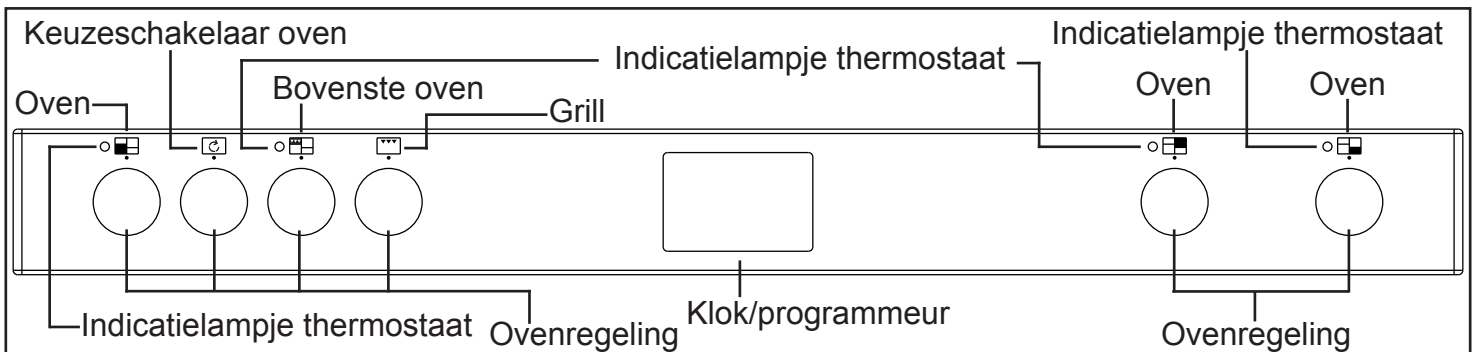 Keuzeschakelaar oven
Indicatielampje thermostaat
Indicatielampje thermostaat
Oven
Bovenste oven
Grill
Oven
Oven
Indicatielampje thermostaat
Ovenregeling
Klok/programmeur
Ovenregeling